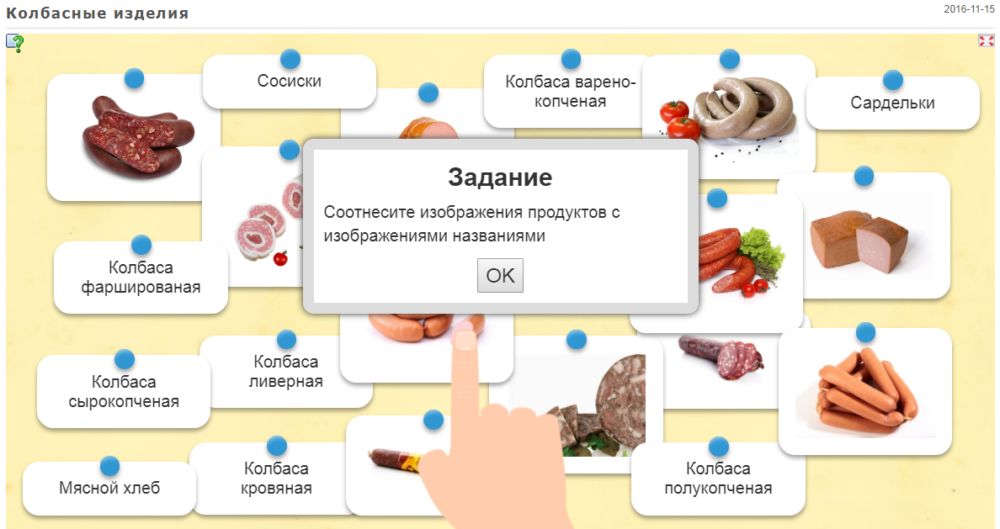 Колбасные изделия
2016-11-15
Сосиски
Колбаса варено-
копченая
Сардельки
Задание
Соотнесите изображения продуктов с
изображениями названиями
OK
Колбаса
фаршированая
Колбаса
ливерная
Колбаса
сырокопченая
Колбаса
кровяная
Колбаса
полукопченая
Мясной хлеб